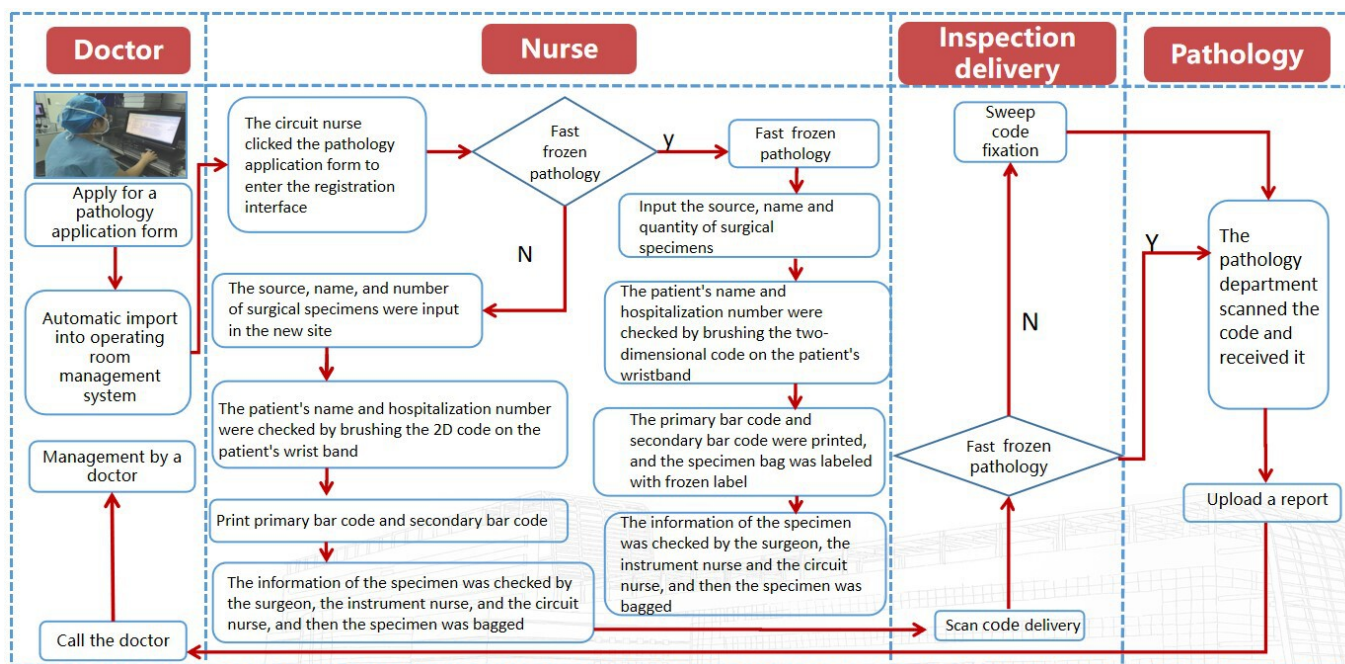 Doctor
Nurse
Inspection
delivery
Pathology
Apply for a
pathology
application form
Automatic import
into operating
room
management
system
Management by a
doctor
Call the doctor
The circuit nurse
clicked the pathology
application form to
enter the registration
interface
Fast
frozen
pathology
y
N
Fast frozen
pathology
The source, name, and number
of surgical specimens were input
in the new site
The patient's name and hospitalization number
were checked by brushing the 2D code on the
patient's wrist band
Print primary bar code and secondary bar code
The information of the specimen was checked by
the surgeon, the instrument nurse, and the circuit
nurse, and then the specimen was bagged
Input the source, name and
quantity of surgical
specimens
The patient's name and
hospitalization number were
checked by brushing the two-
dimensional code on the patient's
wristband
The primary bar code and
secondary bar code were printed,
and the specimen bag was labeled
with frozen label
The information of the specimen
was checked by the surgeon, the
instrument nurse and the circuit
nurse, and then the specimen was
bagged
Sweep
code
fixation
N
Y
Fast frozen
pathology
Scan code delivery
The
pathology
department
scanned the
code and
received it
Upload a report